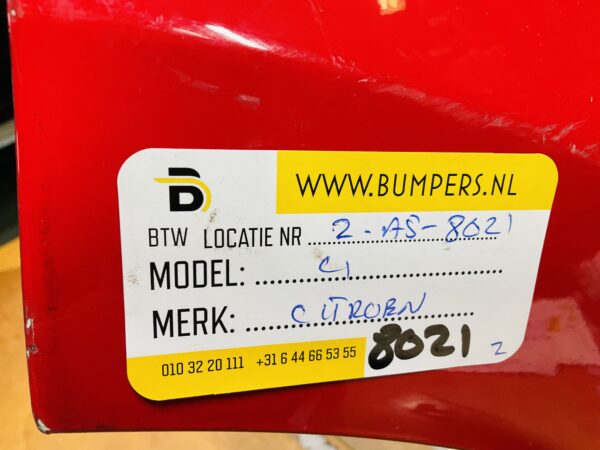 B
WWW.BUMPERS.NL
BTW LOCATIE NR 2-AS-8021
MODEL: C1
MERK: CITROEN
010 32 20 111 +31 6 44 66 53 55 8021 2